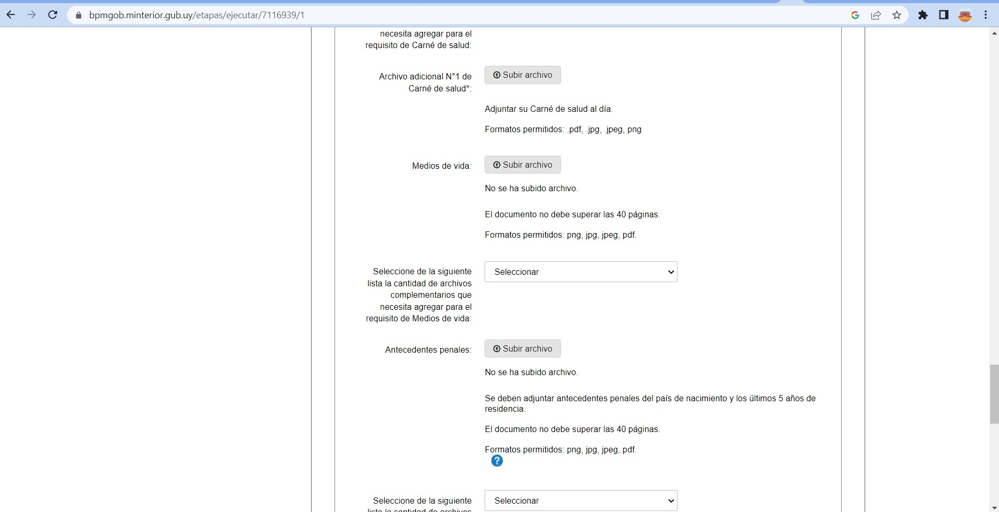 bpmgob.minterior.gub.uy/etapas/ejecutar/7116939/1
necesita agregar para el
requisito de Carné de salud:
Archivo adicional N°1 de
Carné de salud*:
Subir archivo
Adjuntar su Carné de salud al día.
Formatos permitidos: .pdf, .jpg, .jpeg, png
Medios de vida:
Subir archivo
No se ha subido archivo.
El documento no debe superar las 40 páginas.
Formatos permitidos: png, jpg, jpeg, pdf.
Seleccione de la siguiente
lista la cantidad de archivos
complementarios que
necesita agregar para el
requisito de Medios de vida:
Seleccionar
Antecedentes penales:
Subir archivo
No se ha subido archivo.
Se deben adjuntar antecedentes penales del país de nacimiento y los últimos 5 años de
residencia.
El documento no debe superar las 40 páginas.
Formatos permitidos: png, jpg, jpeg, pdf.
?
Seleccione de la siguiente
lista la cantidad de archivos
Seleccionar